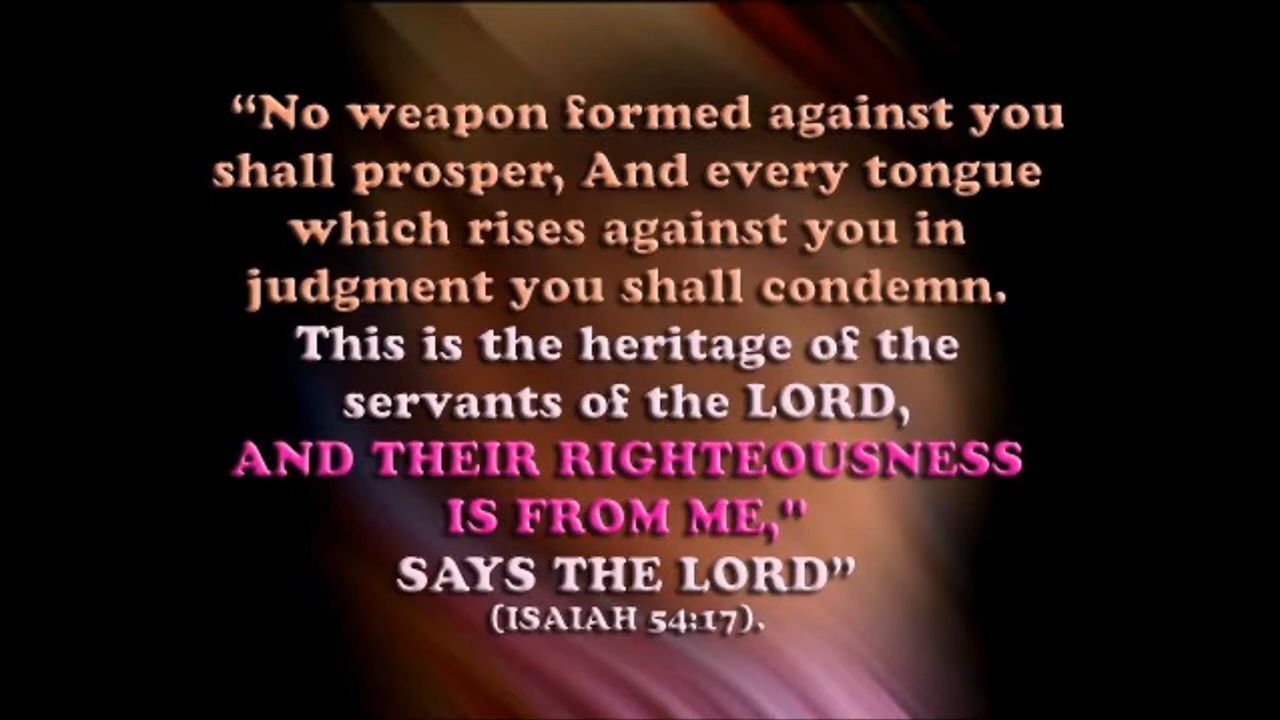 “No weapon formed against you
shall prosper, And every tongue
which rises against you in
judgment you shall condemn.
This is the heritage of the
servants of the LORD,
AND THEIR RIGHTEOUSNESS
IS FROM ME,"
SAYS THE LORD”
(ISAIAH 54:17).